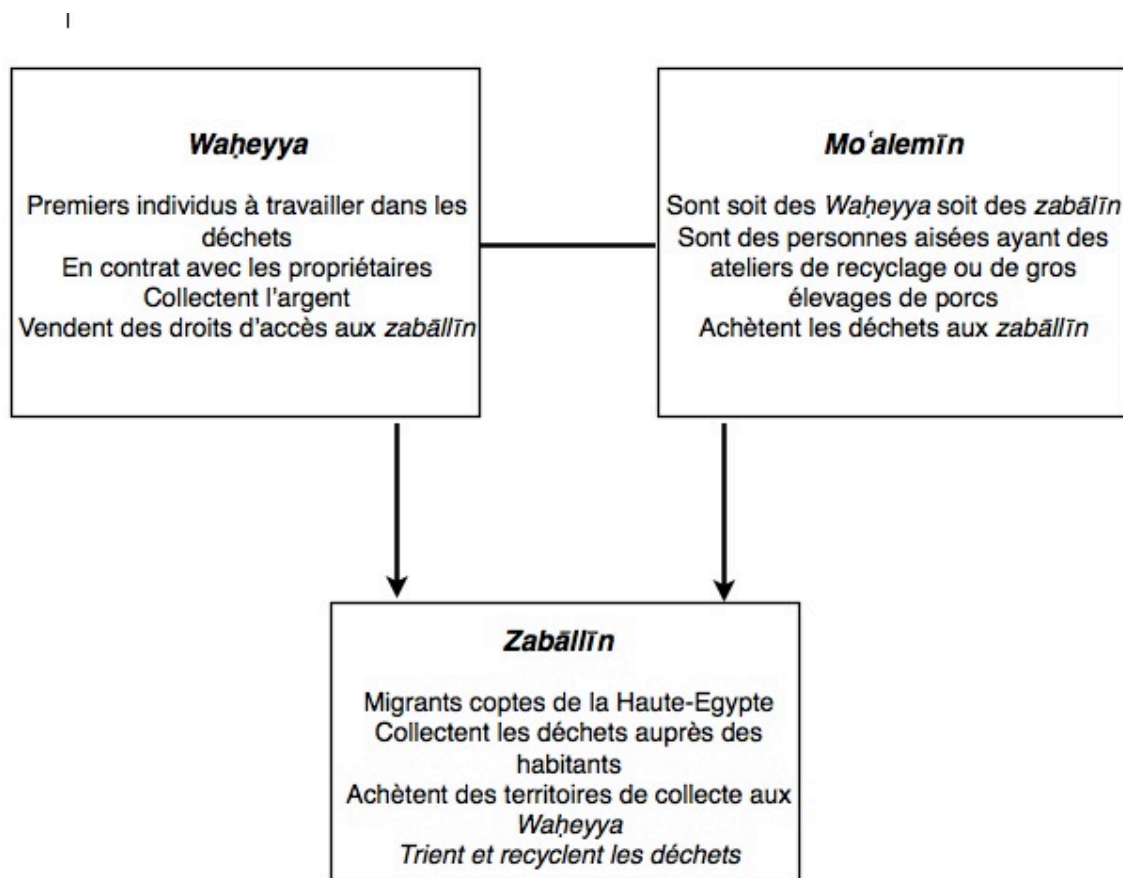 Waḥeyya
Premiers individus à travailler dans les
déchets
En contrat avec les propriétaires
Collectent l'argent
Vendent des droits d'accès aux zabāllīn
Moʿalemīn
Sont soit des Waḥeyya soit des zabālīn
Sont des personnes aisées ayant des
ateliers de recyclage ou de gros
élevages de porcs
Achètent les déchets aux zabāllīn
Zabāllīn
Migrants coptes de la Haute-Egypte
Collectent les déchets auprès des
habitants
Achètent des territoires de collecte aux
Waḥeyya
Trient et recyclent les déchets